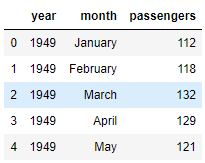 year month passengers
0 1949 January 112
1 1949 February 118
2 1949 March 132
3 1949 April 129
4 1949 May 121